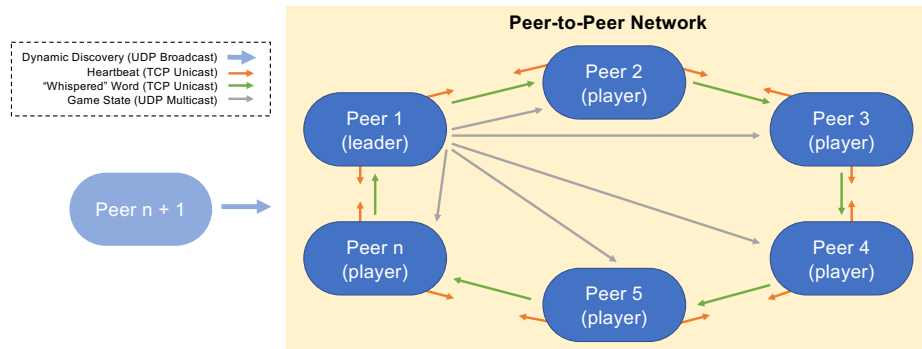 Peer-to-Peer Network
Dynamic Discovery (UDP Broadcast)
Heartbeat (TCP Unicast)
“Whispered” Word (TCP Unicast)
Game State (UDP Multicast)
Peer 1
(leader)
Peer 2
(player)
Peer 3
(player)
Peer n + 1
Peer n
(player)
Peer 5
(player)
Peer 4
(player)